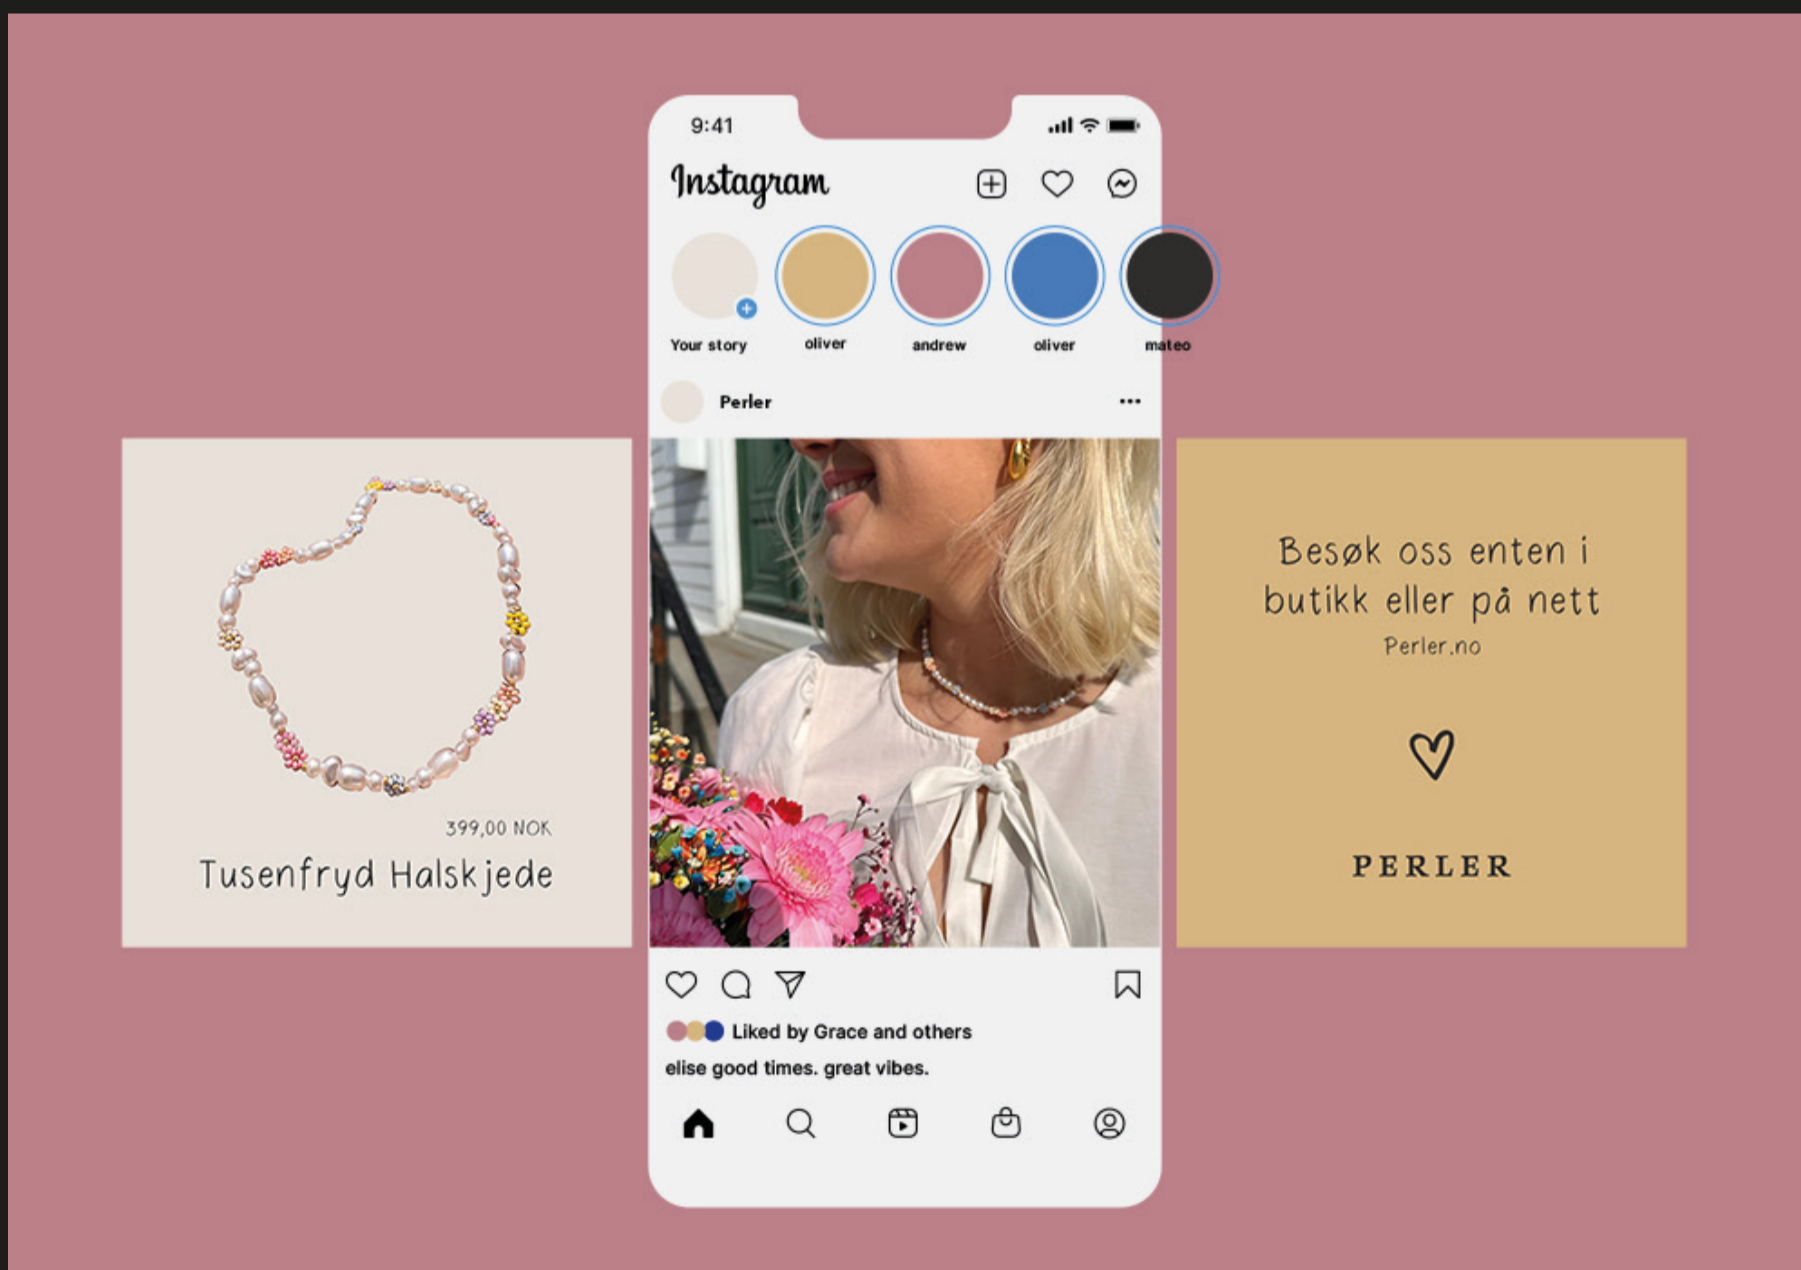 9:41
Instagram
Your story
oliver
andrew
oliver
mateo
Perler
399,00 NOK
Tusenfryd Halskjede
Besøk oss enten i
butikk eller på nett
Perler.no
PERLER
Liked by Grace and others
elise good times. great vibes.